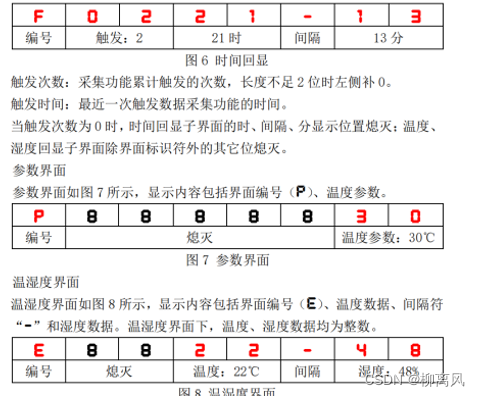 F 0 2 2 1 - 1 3
编号 触发：2 21 时 间隔 13 分
图 6 时间回显
触发次数：采集功能累计触发的次数，长度不足 2 位时左侧补 0。
触发时间：最近一次触发数据采集功能的时间。
当触发次数为 0 时，时间回显子界面的时、间隔、分显示位置熄灭；温度、
湿度回显子界面除界面标识符外的其它位熄灭。
参数界面
参数界面如图 7 所示，显示内容包括界面编号（P）、温度参数。
P 8 8 8 8 8 3 0
编号 熄灭 温度参数：30℃
图 7 参数界面
温湿度界面
温湿度界面如图 8 所示，显示内容包括界面编号（E）、温度数据、间隔符
“-”和湿度数据。温湿度界面下，温度、湿度数据均为整数。
E 8 8 2 2 - 4 8
编号 熄灭 温度：22℃ 间隔 湿度：48%
图 8 温湿度界面
CSDN @柳离风